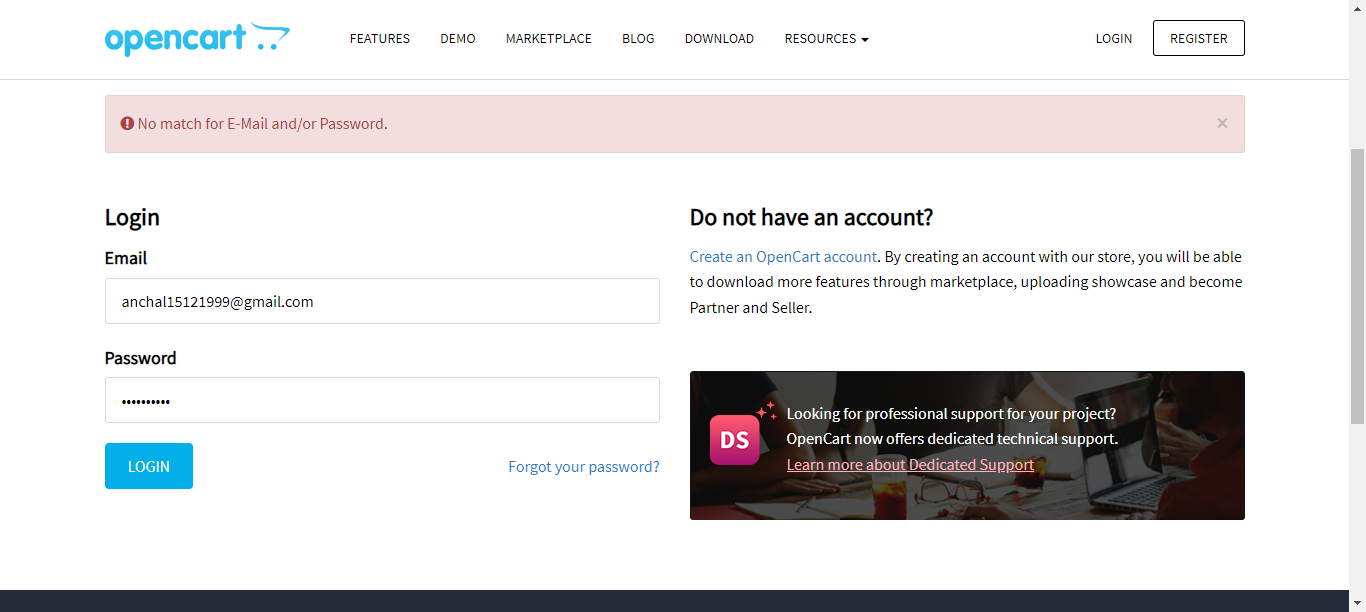 opencart
FEATURES DEMO MARKETPLACE BLOG DOWNLOAD RESOURCES LOGIN REGISTER
No match for E-Mail and/or Password. ×
Login
Email
anchal15121999@gmail.com
Password
••••••••••
LOGIN Forgot your password?
Do not have an account?
Create an OpenCart account. By creating an account with our store, you will be able
to download more features through marketplace, uploading showcase and become
Partner and Seller.
DS
Looking for professional support for your project?
OpenCart now offers dedicated technical support.
Learn more about Dedicated Support